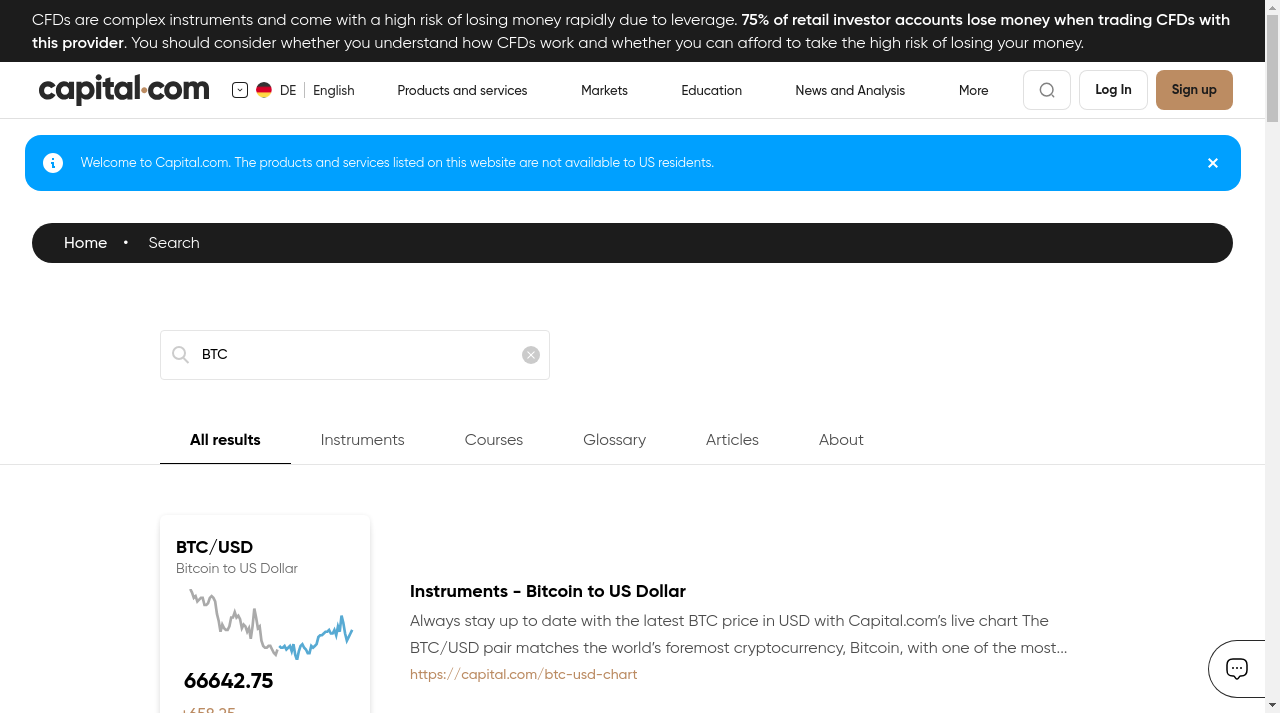 CFDs are complex instruments and come with a high risk of losing money rapidly due to leverage. 75% of retail investor accounts lose money when trading CFDs with
this provider. You should consider whether you understand how CFDs work and whether you can afford to take the high risk of losing your money.
capital.com
DE English
Products and services
Markets
Education
News and Analysis
More
Log In
Sign up
Welcome to Capital.com. The products and services listed on this website are not available to US residents.
Home • Search
BTC
All results
Instruments
Courses
Glossary
Articles
About
BTC/USD
Bitcoin to US Dollar
66642.75
+658.25
Instruments - Bitcoin to US Dollar
Always stay up to date with the latest BTC price in USD with Capital.com’s live chart The
BTC/USD pair matches the world’s foremost cryptocurrency, Bitcoin, with one of the most...
https://capital.com/btc-usd-chart